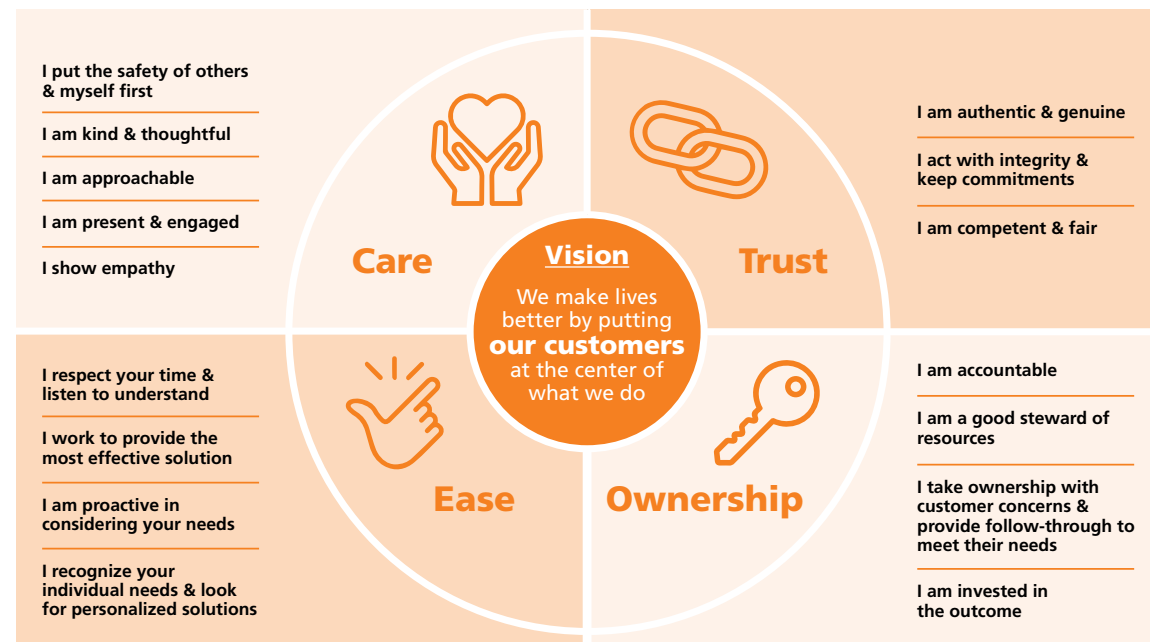 I put the safety of others
& myself first
I am kind & thoughtful
I am approachable
I am present & engaged
I show empathy
Care
Trust
I am authentic & genuine
I act with integrity &
keep commitments
I am competent & fair
Vision
We make lives
better by putting
our customers
at the center of
what we do
I respect your time &
listen to understand
I work to provide the
most effective solution
I am proactive in
considering your needs
I recognize your
individual needs & look
for personalized solutions
Ease
Ownership
I am accountable
I am a good steward of
resources
I take ownership with
customer concerns &
provide follow-through to
meet their needs
I am invested in
the outcome